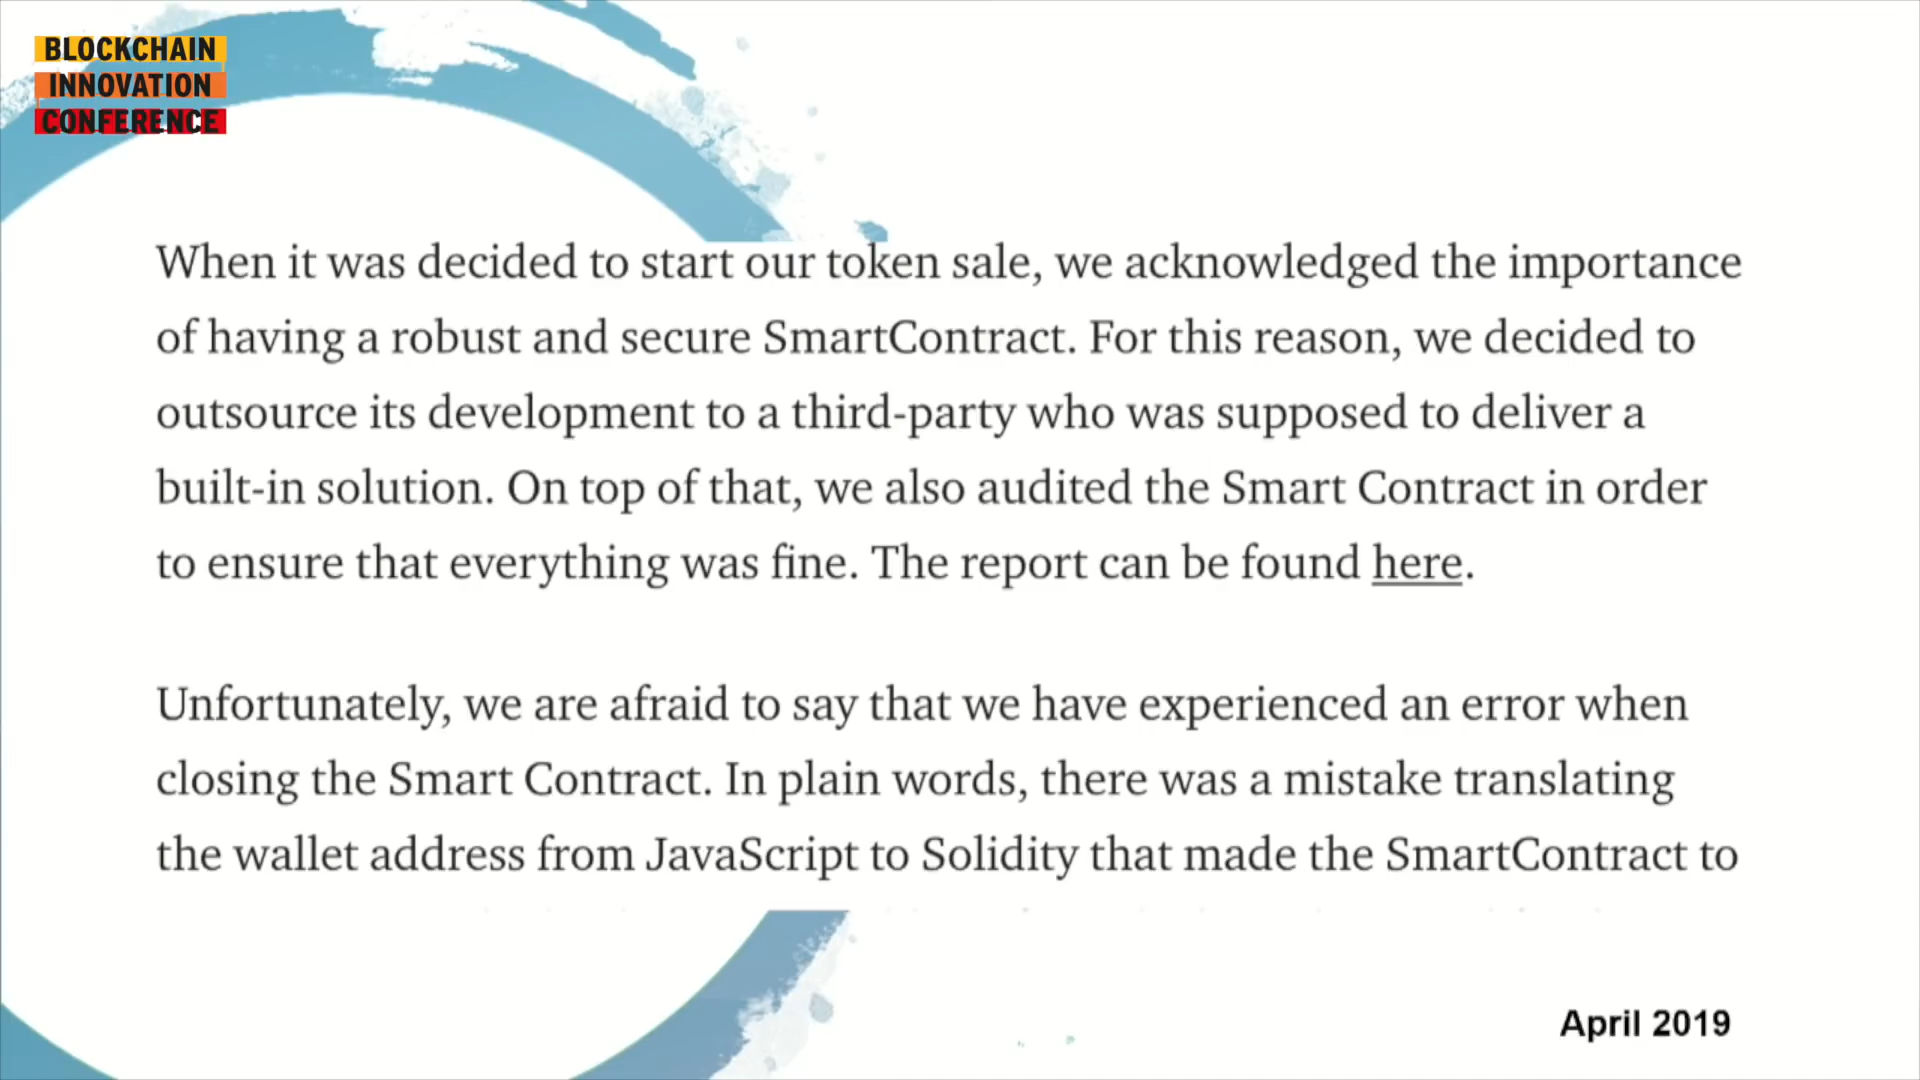 BLOCKCHAIN
INNOVATION
CONFERENCE
When it was decided to start our token sale, we acknowledged the importance
of having a robust and secure SmartContract. For this reason, we decided to
outsource its development to a third-party who was supposed to deliver a
built-in solution. On top of that, we also audited the Smart Contract in order
to ensure that everything was fine. The report can be found here.
Unfortunately, we are afraid to say that we have experienced an error when
closing the Smart Contract. In plain words, there was a mistake translating
the wallet address from JavaScript to Solidity that made the SmartContract to
April 2019